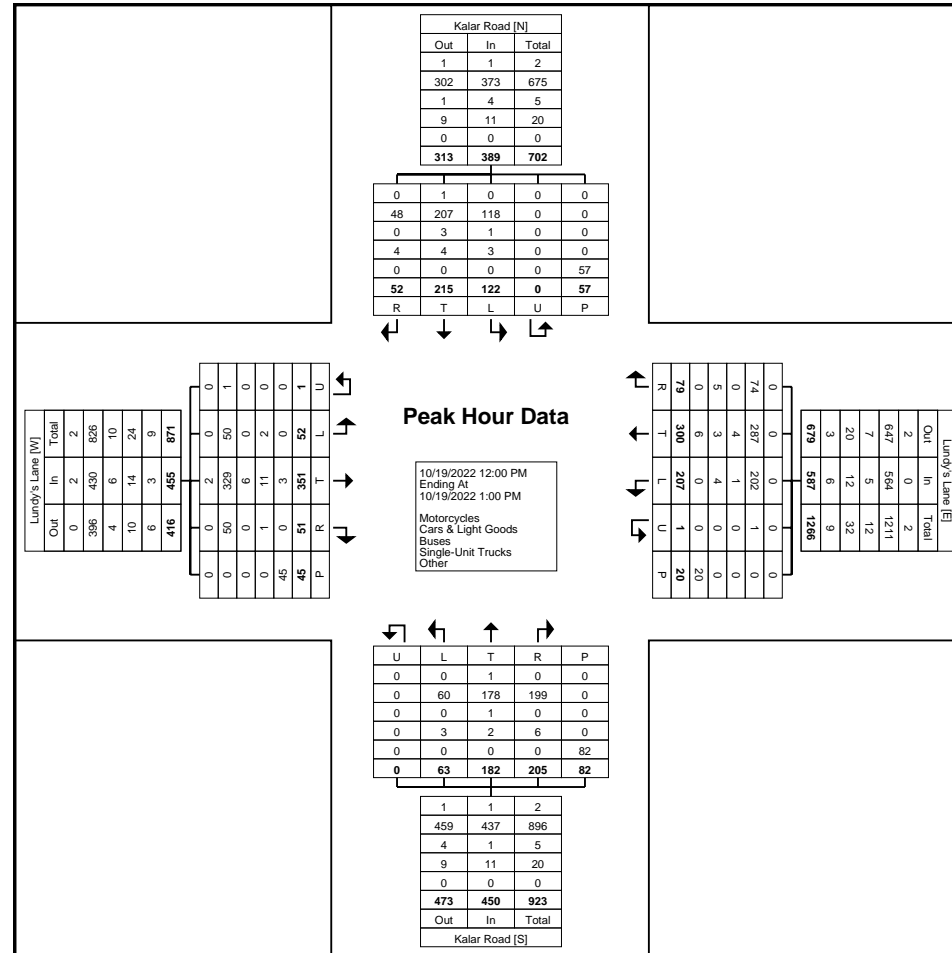 Kalar Road [N]
Out In Total
1 1 2
302 373 675
1 4 5
9 11 20
0 0 0
313 389 702
0 1 0 0 0
48 207 118 0 0
0 3 1 0 0
4 4 3 0 0
0 0 0 0 57
52 215 122 0 57
R T L U P
Lundy's Lane [W]
Total 2 826 10 24 9 871
In 2 430 6 14 3 455
Out 0 396 4 10 6 416
0 1 0 0 0 1 U
0 50 0 2 0 52 L
2 329 6 11 3 351 T
0 50 0 1 0 51 R
0 0 0 0 45 45 P
Peak Hour Data
10/19/2022 12:00 PM
Ending At
10/19/2022 1:00 PM
Motorcycles
Cars & Light Goods
Buses
Single-Unit Trucks
Other
R 79 0 5 0 74 0
T 300 6 3 4 287 0
L 207 0 4 1 202 0
U 1 0 0 0 1 0
P 20 20 0 0 0 0
679 3 20 7 647 2 Out
587 6 12 5 564 0 In
1266 9 32 12 1211 2 Total
Lundy's Lane [E]
U L T R P
0 0 1 0 0
0 60 178 199 0
0 0 1 0 0
0 3 2 6 0
0 0 0 0 82
0 63 182 205 82
1 1 2
459 437 896
4 1 5
9 11 20
0 0 0
473 450 923
Out In Total
Kalar Road [S]